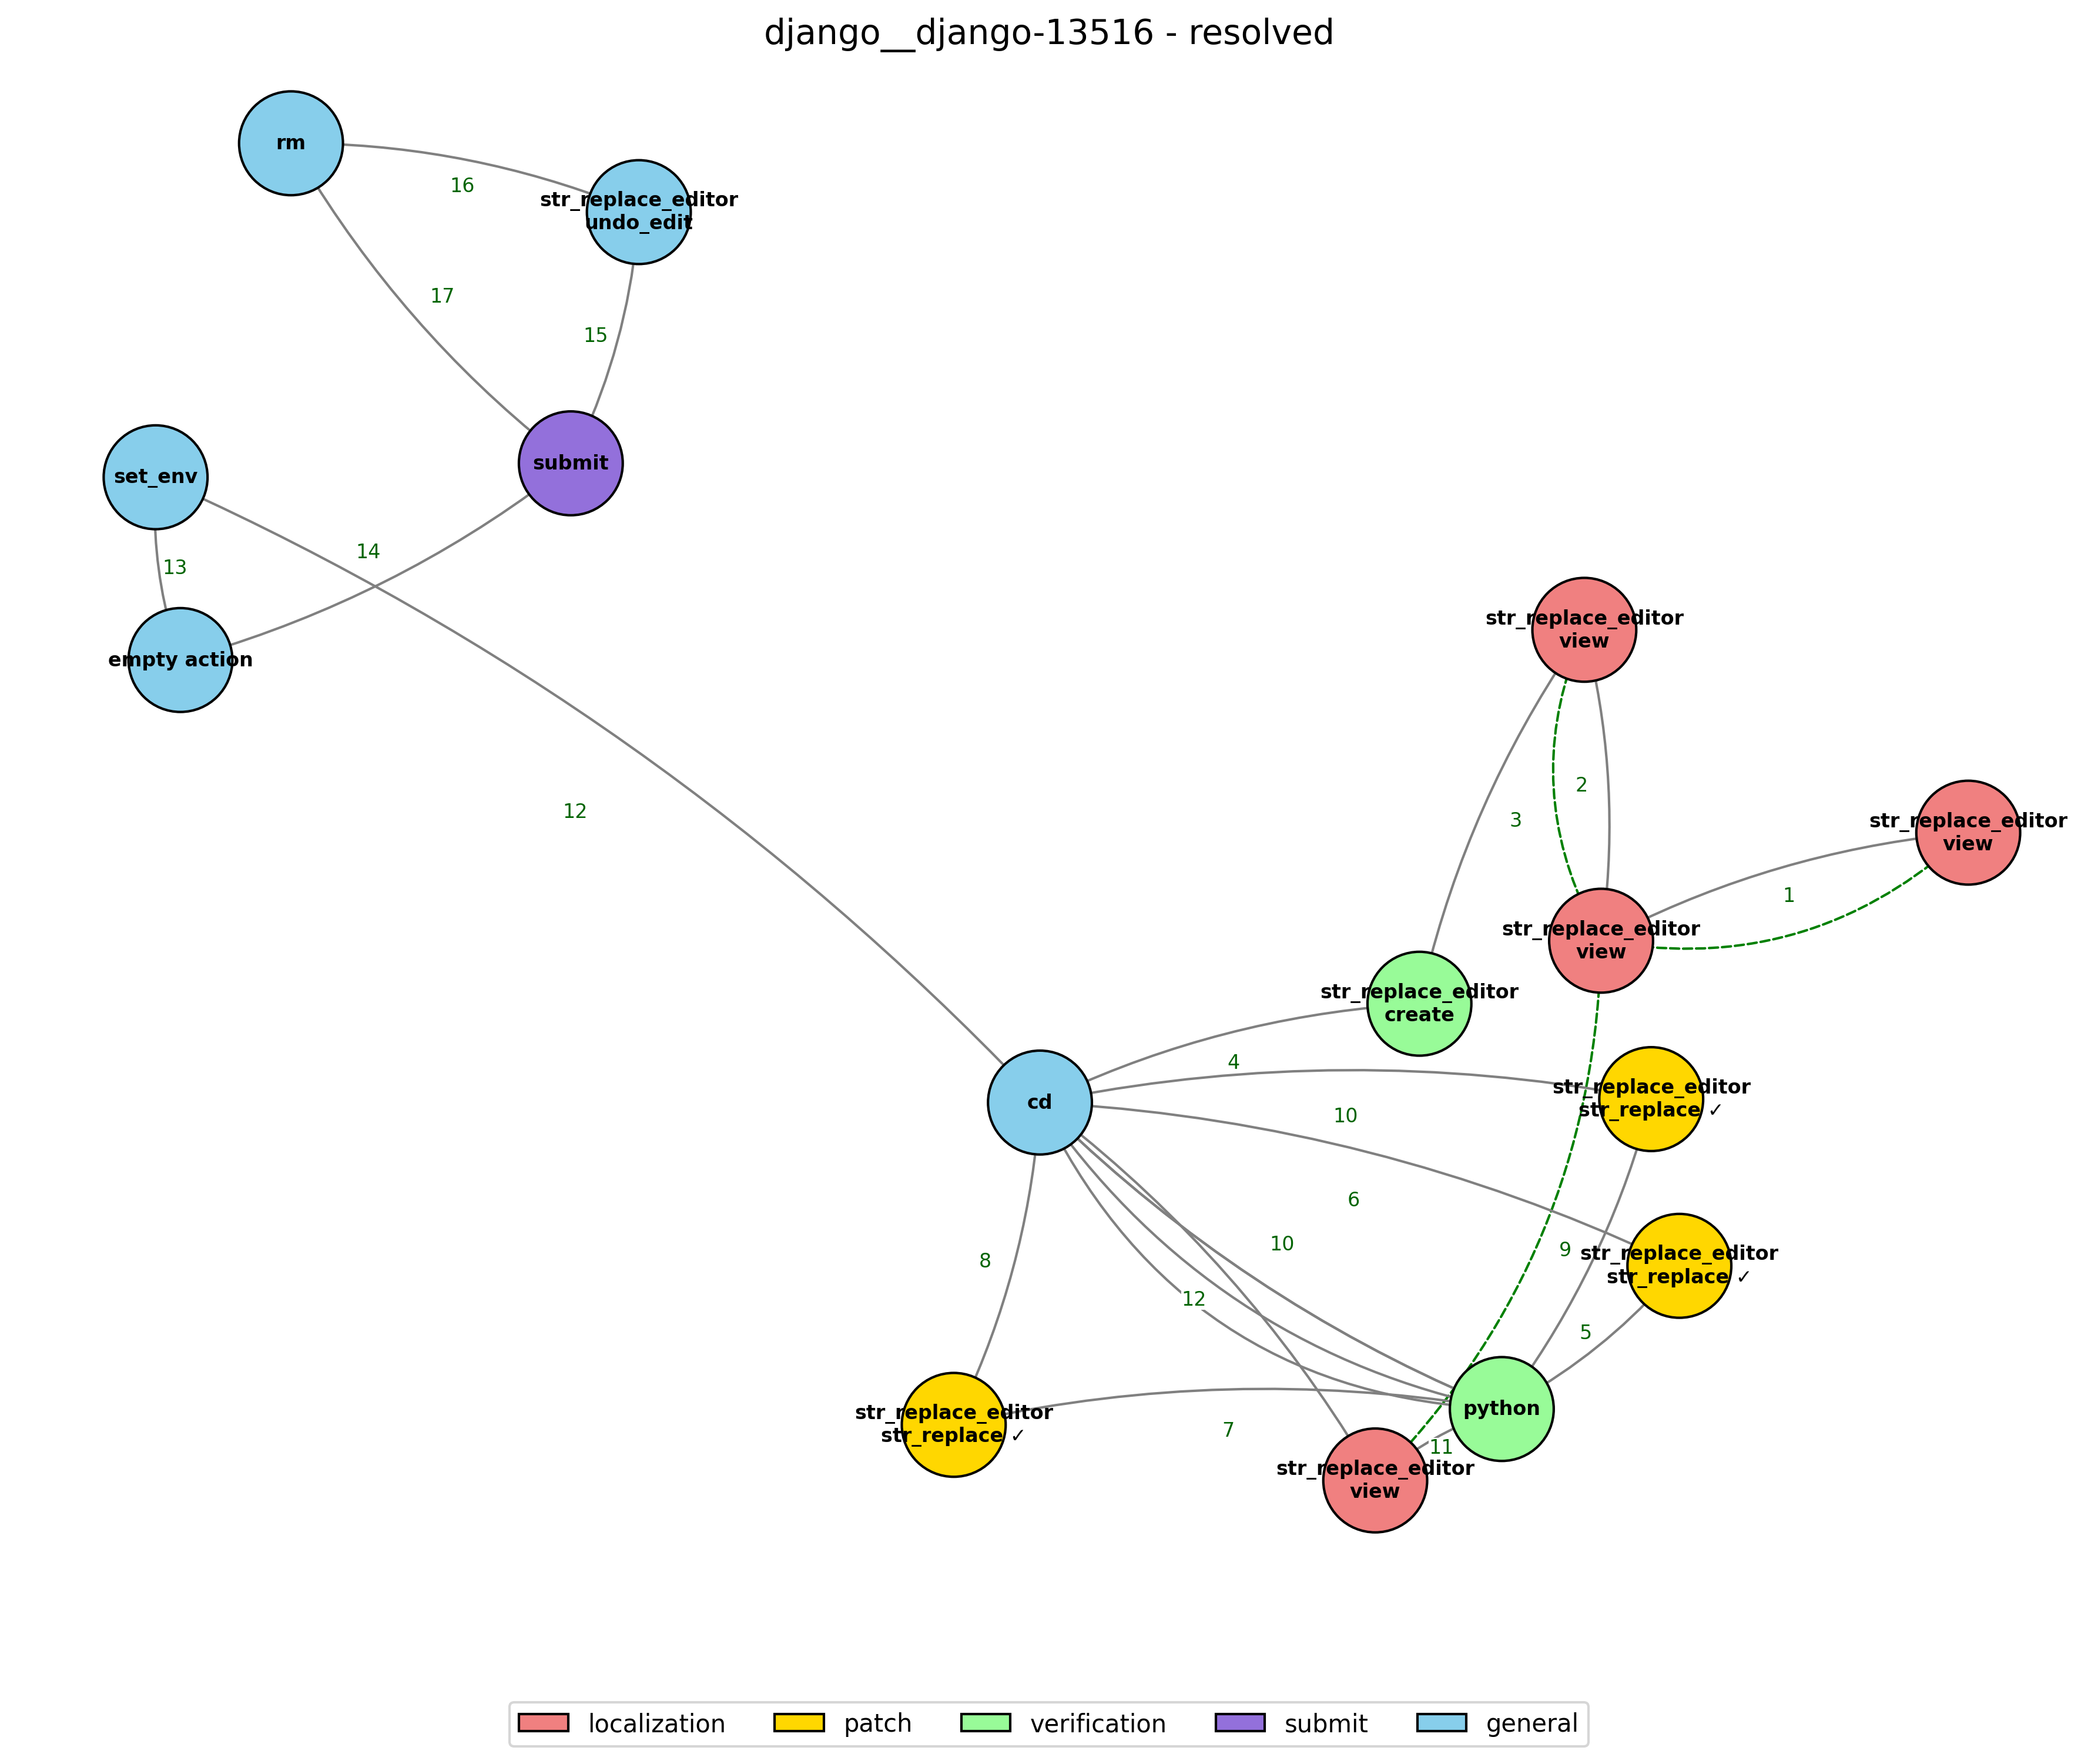 django__django-13516 - resolved
rm
16
str_replace_editor
undo_edit
17
15
submit
set_env
14
13
empty action
12
str_replace_editor
view
2
3
str_replace_editor
view
1
str_replace_editor
view
str_replace_editor
create
4
cd
str_replace_editor
str_replace ✓
10
6
10
9
str_replace_editor
str_replace ✓
8
12
5
python
str_replace_editor
str_replace ✓
7
11
str_replace_editor
view
localization
patch
verification
submit
general